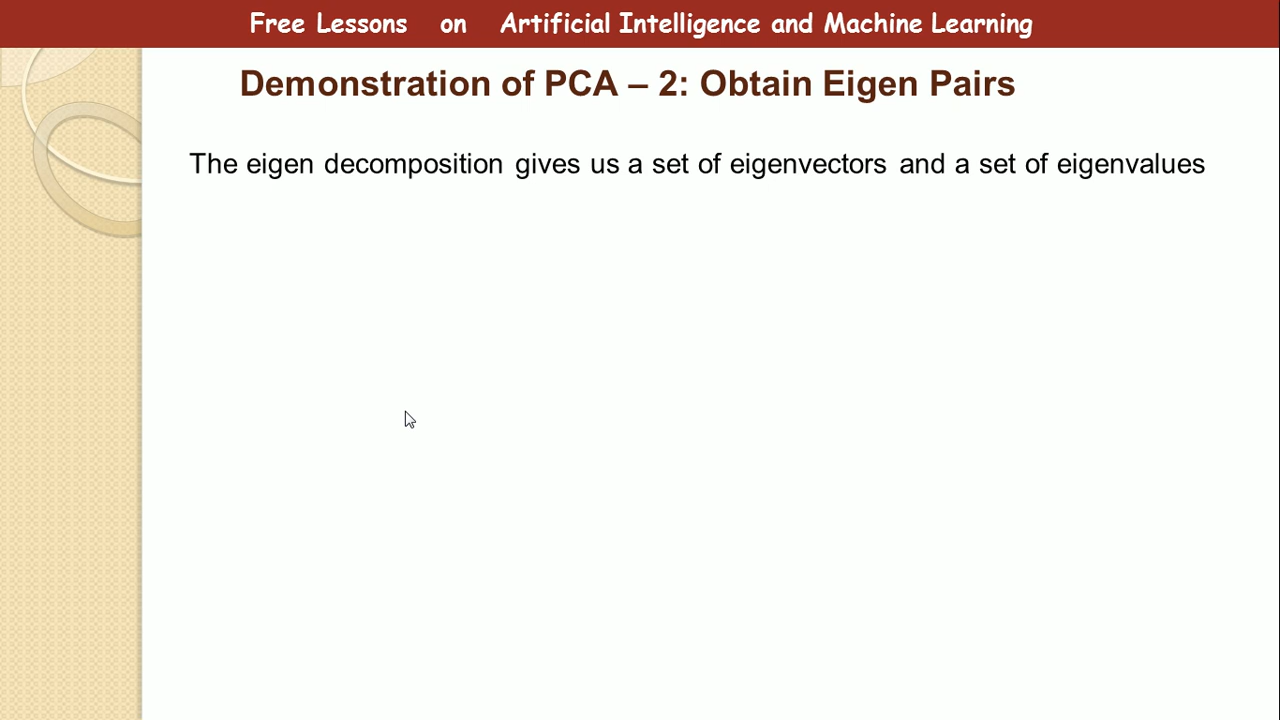 Free Lessons on Artificial Intelligence and Machine Learning
Demonstration of PCA – 2: Obtain Eigen Pairs
The eigen decomposition gives us a set of eigenvectors and a set of eigenvalues